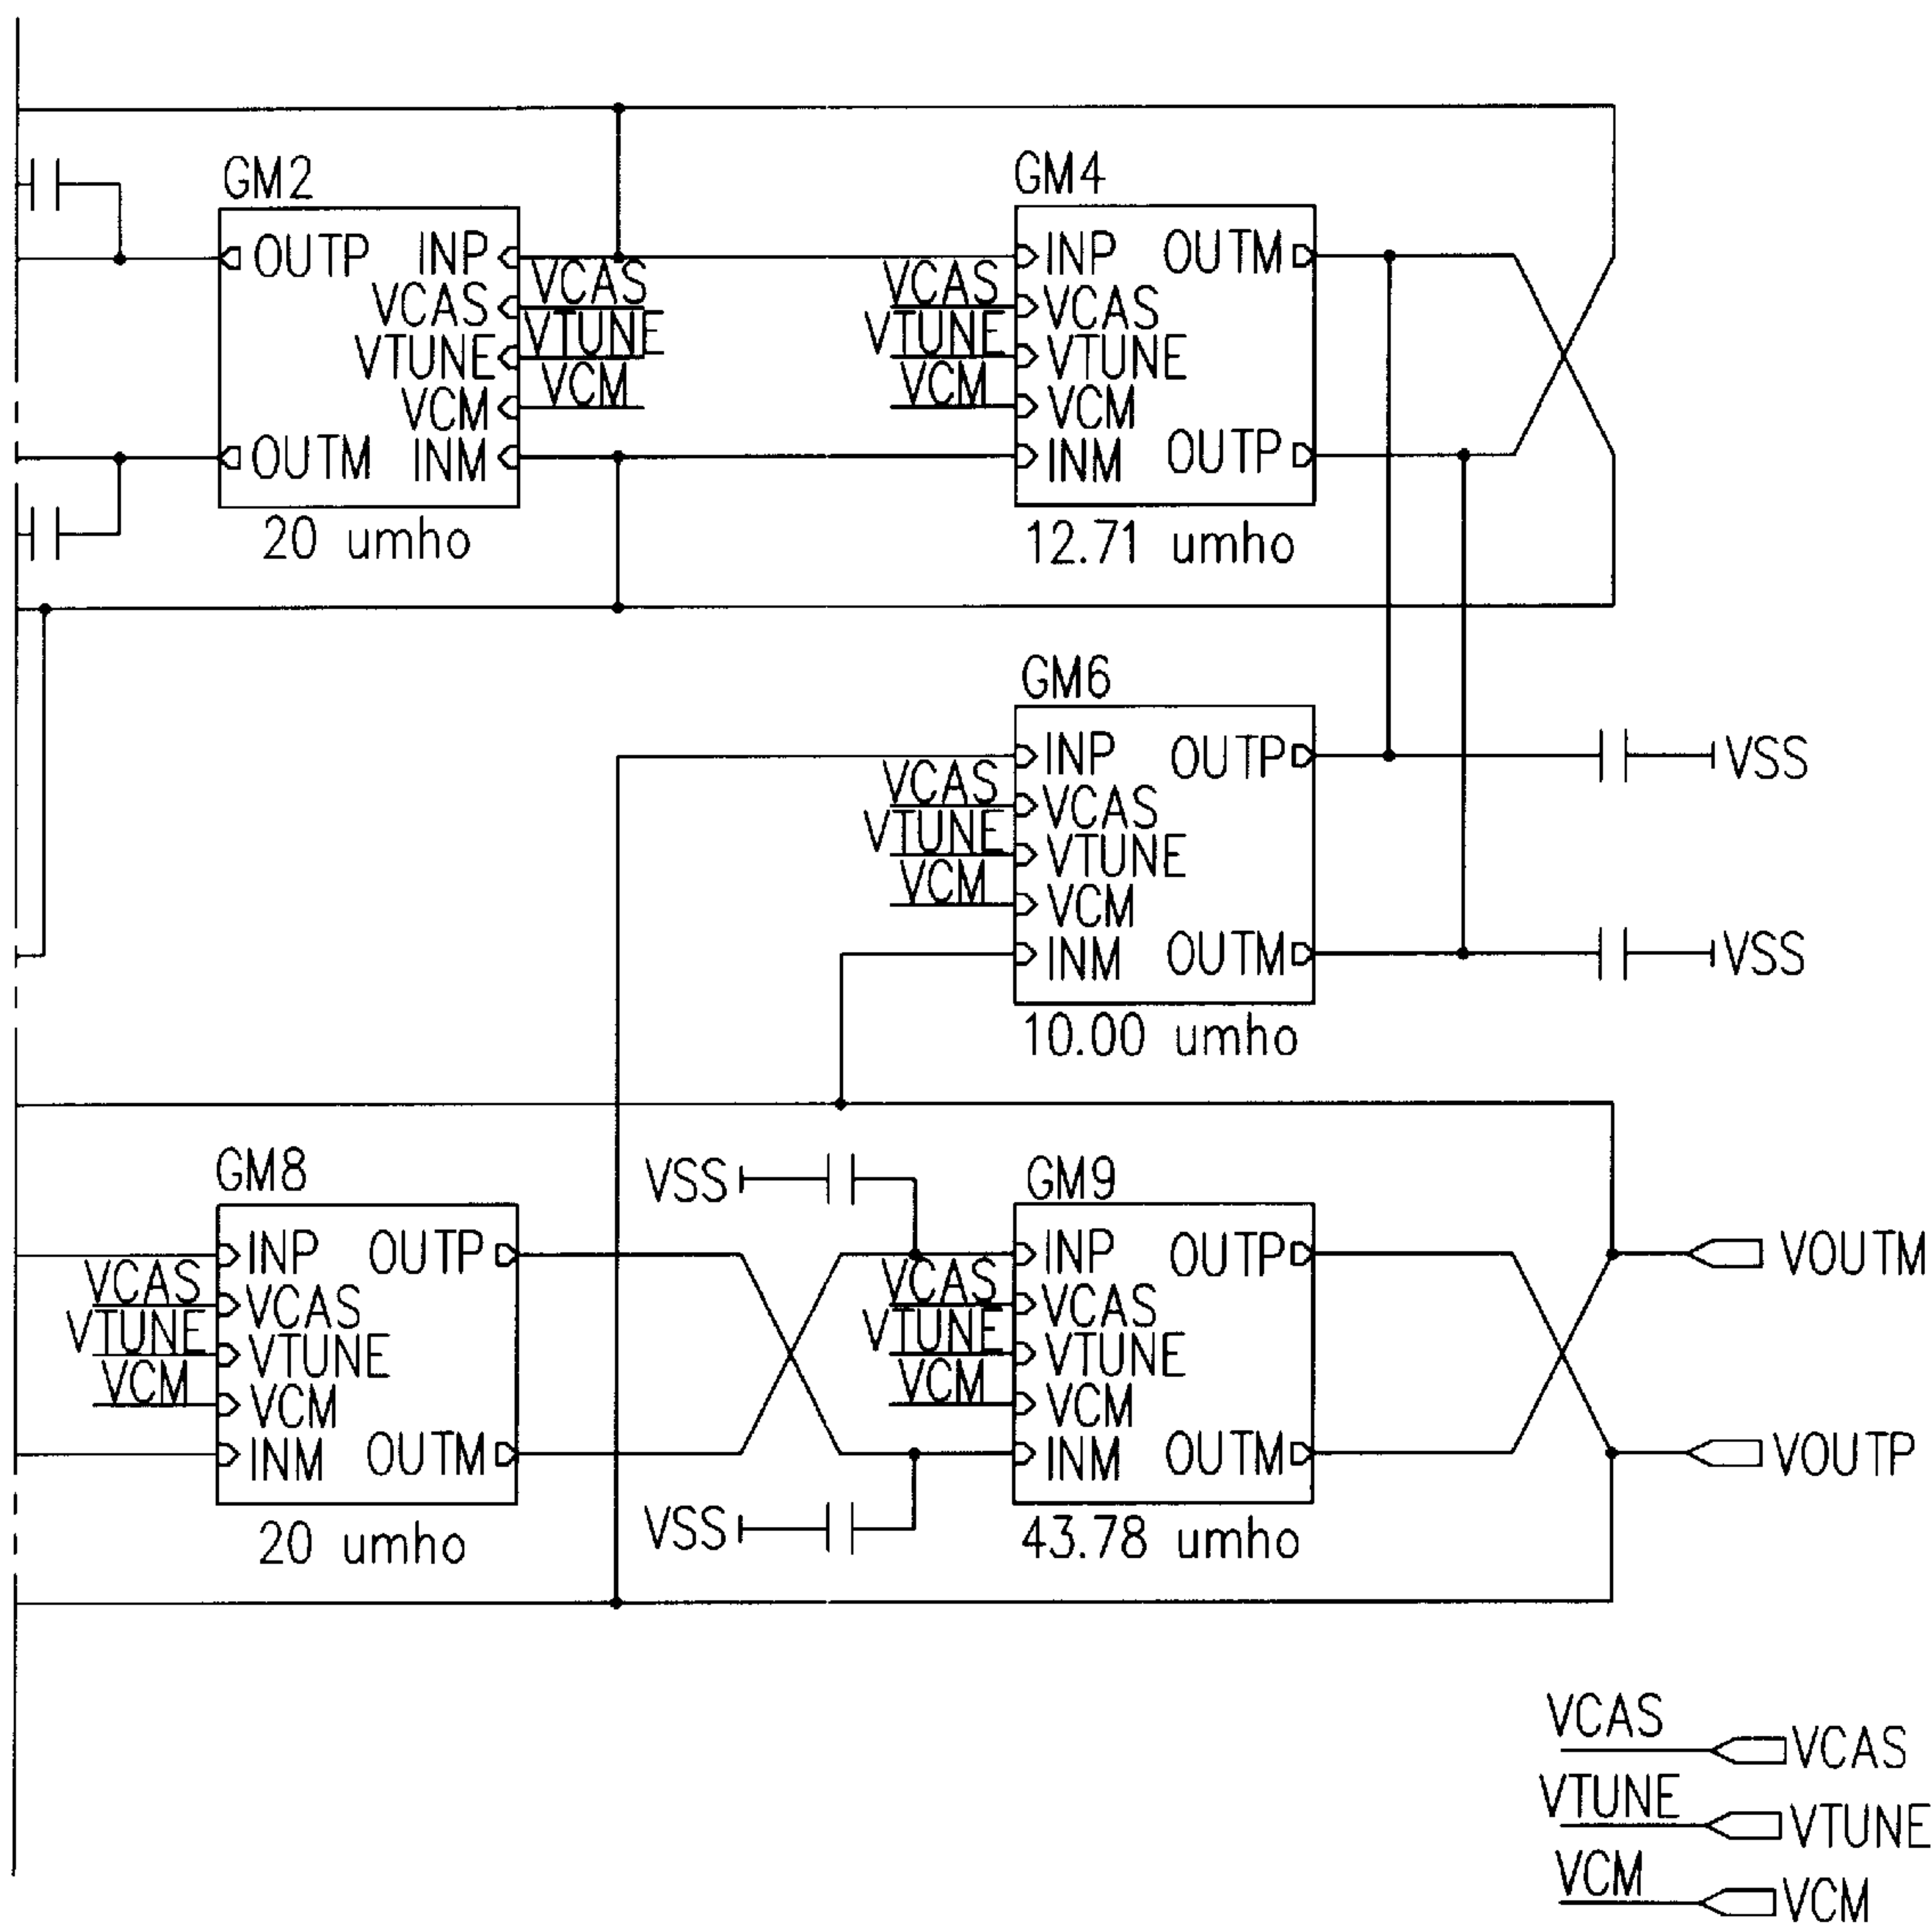 GM2
OUTP INP
VCAS
VCAS
VTUNE
VTUNE
VCM
VCM
OUTM INM
20 umho
GM4
INP OUTM
VCAS
VCAS
VTUNE
VTUNE
VCM
VCM
INM OUTP
12.71 umho
GM6
INP OUTP
VCAS
VCAS
VTUNE
VTUNE
VCM
VCM
INM OUTM
10.00 umho
VSS
VSS
GM8
INP OUTP
VCAS
VCAS
VTUNE
VTUNE
VCM
VCM
INM OUTM
20 umho
VSS
VSS
GM9
INP OUTP
VCAS
VCAS
VTUNE
VTUNE
VCM
VCM
INM OUTM
43.78 umho
VOUTM
VOUTP
VCAS
VCAS
VTUNE
VTUNE
VCM
VCM